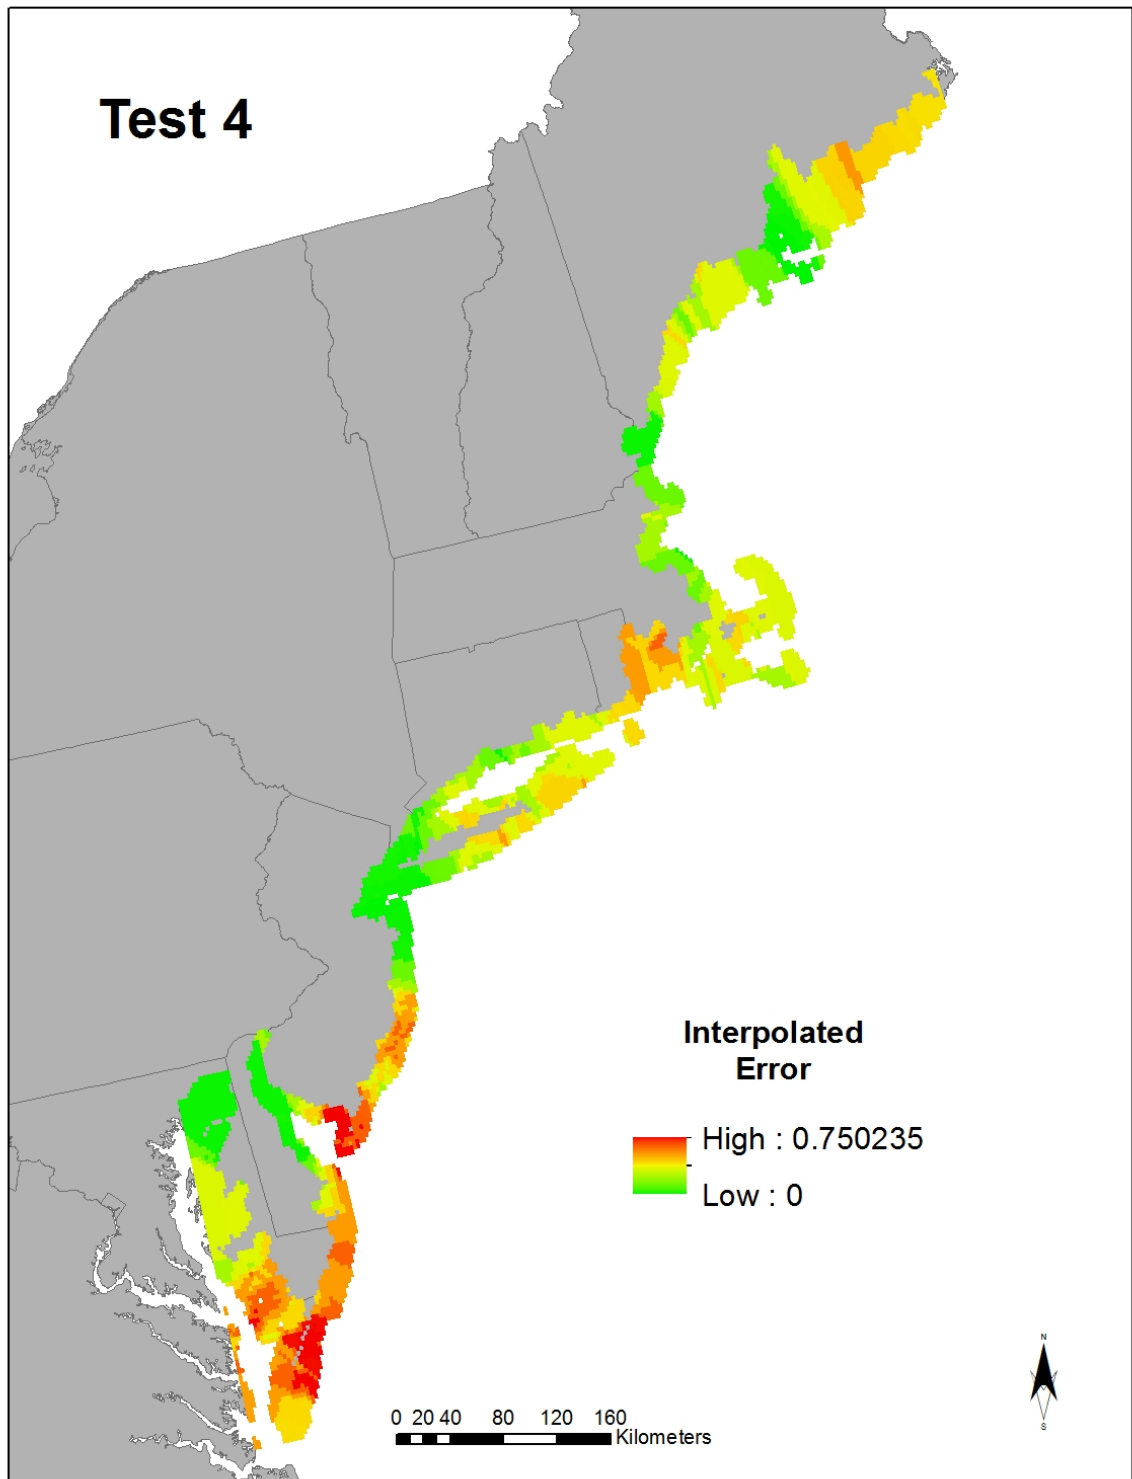 Test 4
Interpolated
Error
High : 0.750235
Low : 0
N
S
0 20 40 80 120 160
Kilometers